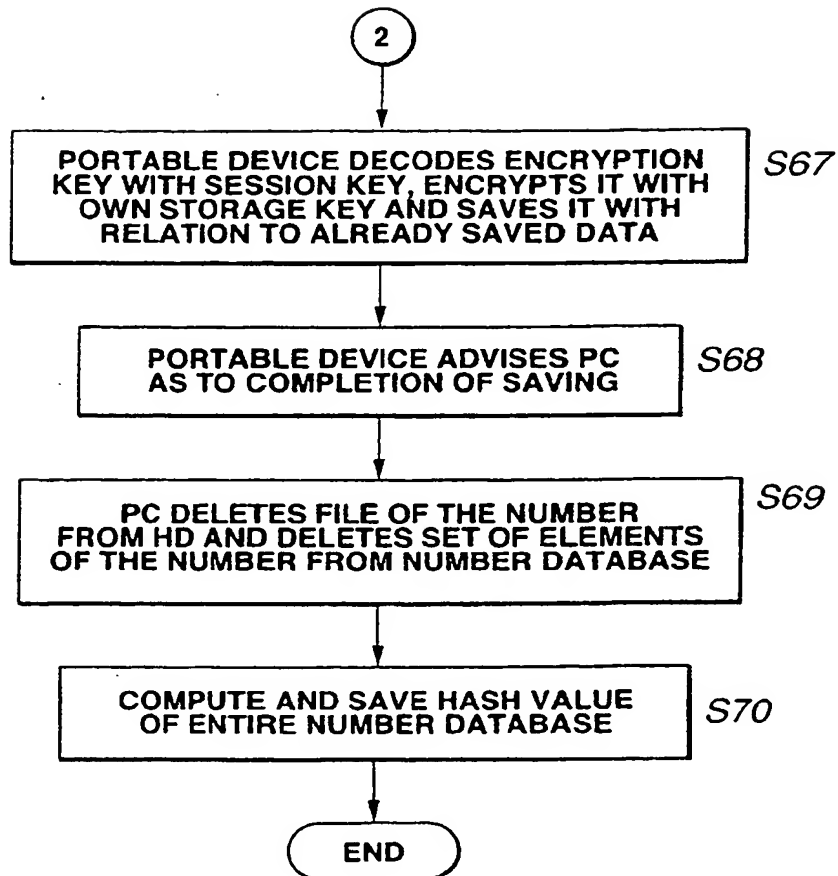 2
PORTABLE DEVICE DECODES ENCRYPTION
KEY WITH SESSION KEY, ENCRYPTS IT WITH
OWN STORAGE KEY AND SAVES IT WITH
RELATION TO ALREADY SAVED DATA
S67
PORTABLE DEVICE ADVISES PC
AS TO COMPLETION OF SAVING
S68
PC DELETES FILE OF THE NUMBER
FROM HD AND DELETES SET OF ELEMENTS
OF THE NUMBER FROM NUMBER DATABASE
S69
COMPUTE AND SAVE HASH VALUE
OF ENTIRE NUMBER DATABASE
S70
END